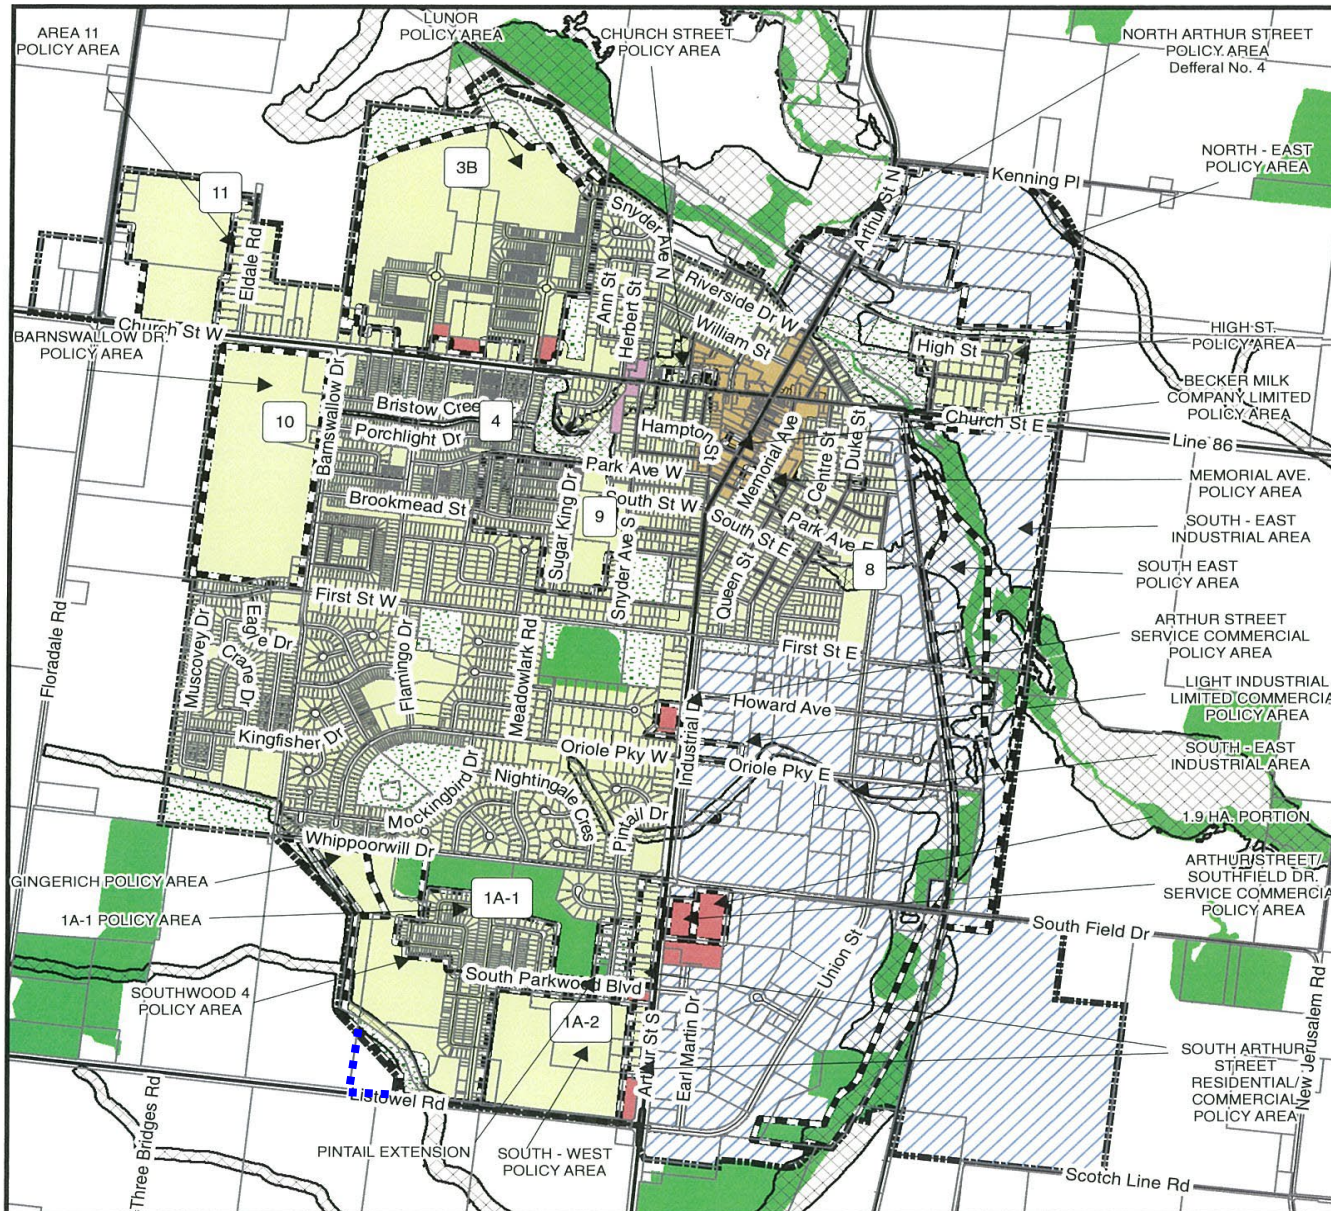 AREA 11
POLICY AREA
LUNOR
POLICY AREA
CHURCH STREET
POLICY AREA
NORTH ARTHUR STREET
POLICY AREA
Defferal No. 4
NORTH - EAST
POLICY AREA
Kenning Pl
Arthur St N
3B
11
Eldale Rd
Snyder Ave N
Ann St
Herbert St
Riverside Dr W
William St
High St
HIGH ST.
POLICY AREA
BARNSWALLOW DR.
POLICY AREA
Church St W
Barnswallow Dr
BECKER MILK
COMPANY LIMITED
POLICY AREA
Church St E
Line 86
10
Bristow Cree
4
Porchlight Dr
Hampton St
Memorial Ave
Centre St
Duke St
Park Ave W
MEMORIAL AVE.
POLICY AREA
Brookmead St
Sugar King Dr
9
South St W
South St E
Park Ave E
SOUTH - EAST
INDUSTRIAL AREA
Snyder Ave S
Queen St
8
SOUTH EAST
POLICY AREA
Floradale Rd
First St W
First St E
Muscovey Dr
Eagle Dr
Crane Dr
Flamingo Dr
Meadowlark Rd
ARTHUR STREET
SERVICE COMMERCIAL
POLICY AREA
Howard Ave
Industrial D
LIGHT INDUSTRIAL
LIMITED COMMERCIA
POLICY AREA
Kingfisher Dr
Oriole Pky W
Oriole Pky E
SOUTH - EAST
INDUSTRIAL AREA
Mockingbird Dr
Nightingale Cres
Pintail Dr
1.9 HA. PORTION
Whippoorwill Dr
ARTHUR STREET/
SOUTHFIELD DR.
SERVICE COMMERCIA
POLICY AREA
GINGERICH POLICY AREA
1A-1
1A-1 POLICY AREA
South Field Dr
Union St
South Parkwood Blvd
SOUTHWOOD 4
POLICY AREA
1A-2
Arthur St S
Earl Martin Dr
New Jerusalem Rd
SOUTH ARTHUR
STREET
RESIDENTIAL/
COMMERCIAL
POLICY AREA
Listowel Rd
Three Bridges Rd
PINTAIL EXTENSION
SOUTH - WEST
POLICY AREA
Scotch Line Rd